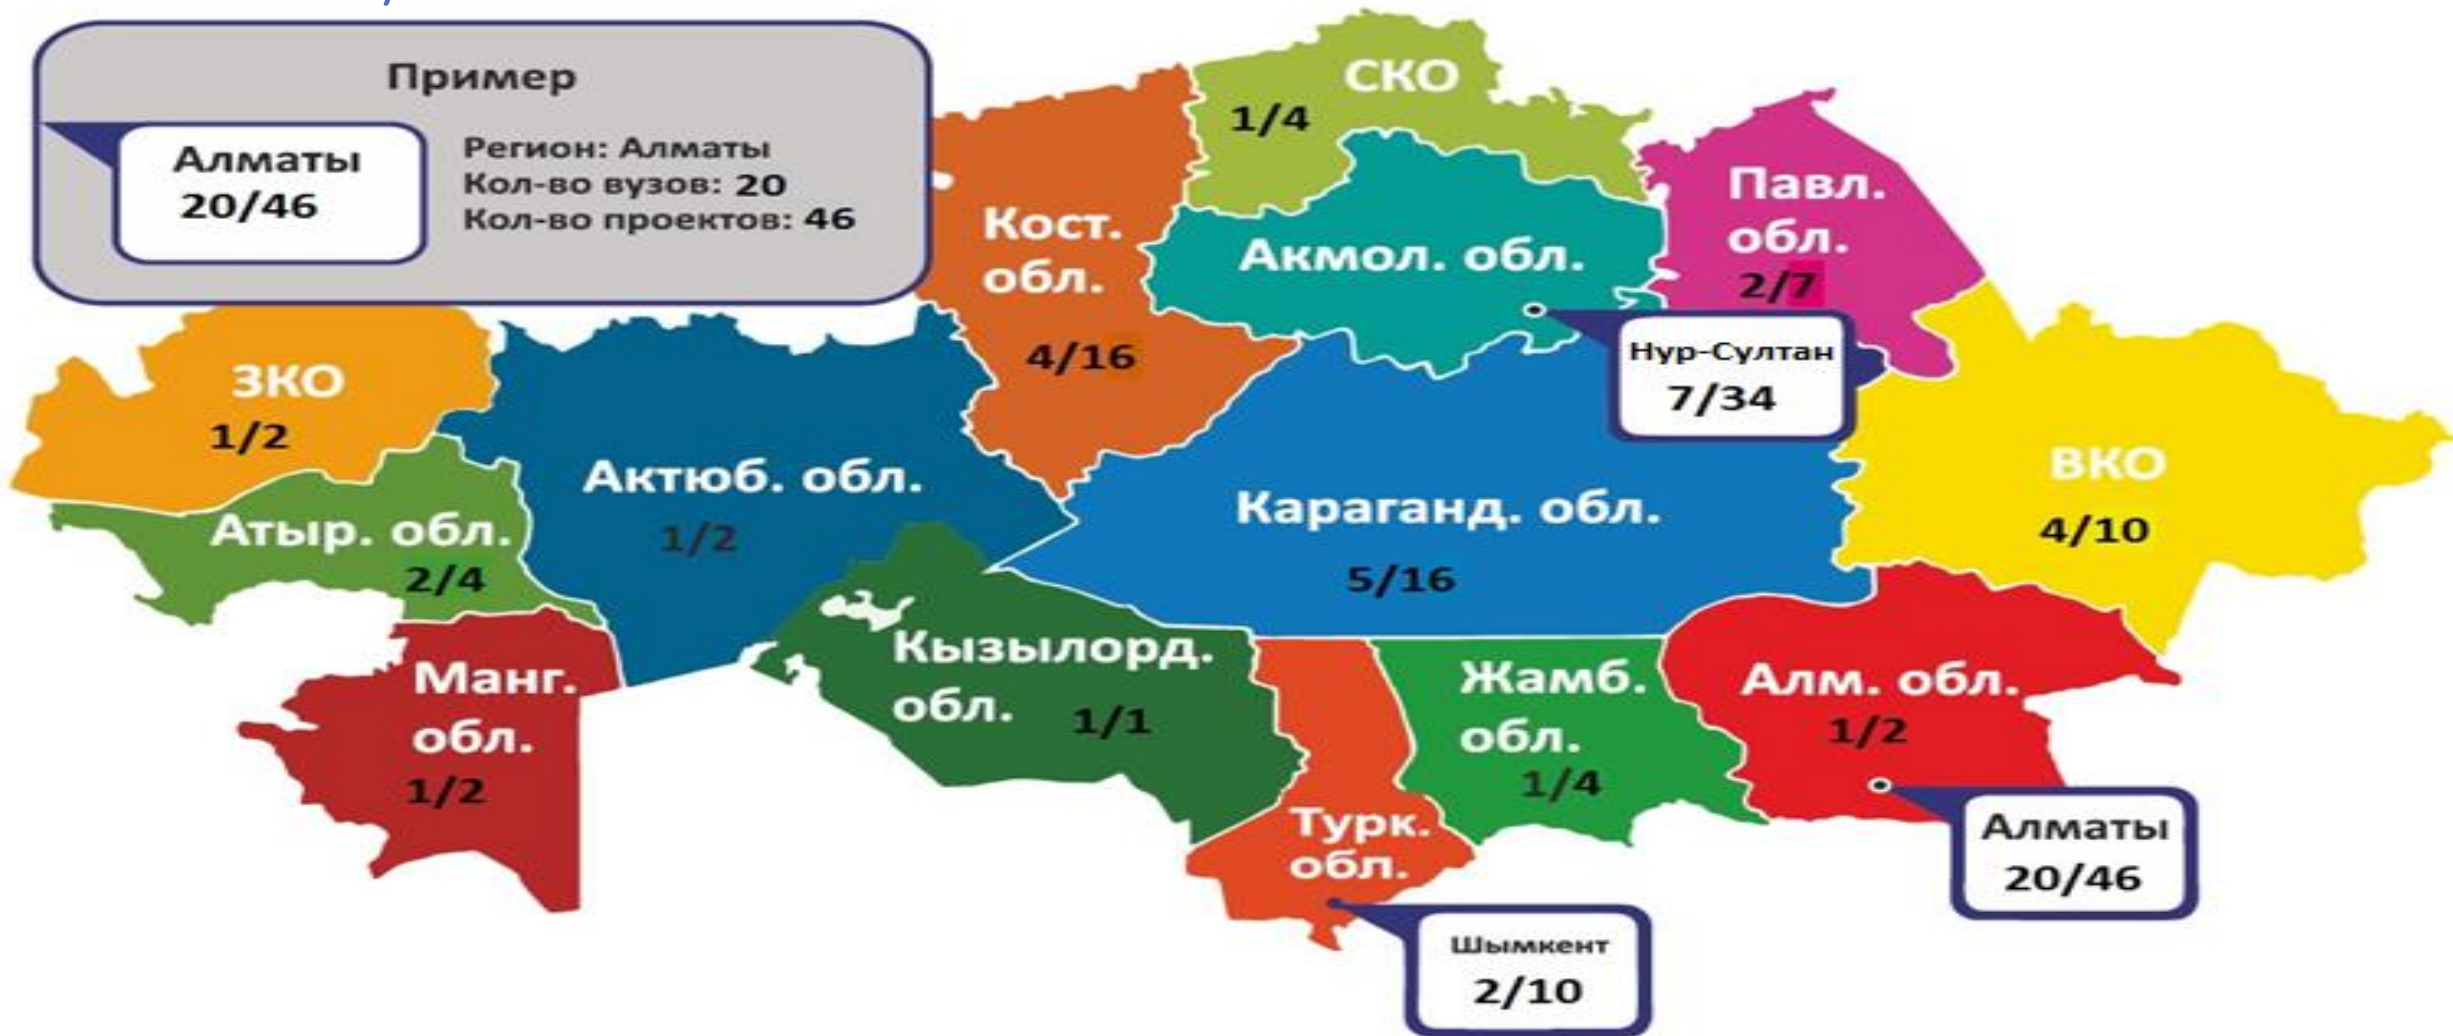 Пример
Алматы
20/46
Регион: Алматы
Кол-во вузов: 20
Кол-во проектов: 46
СКО
1/4
Павл.
обл.
2/7
Кост.
обл.
4/16
Акмол. обл.
Нур-Султан
7/34
ЗКО
1/2
Актюб. обл.
1/2
Караганд. обл.
5/16
ВКО
4/10
Атыр. обл.
2/4
Манг.
обл.
1/2
Кызылорд.
обл. 1/1
Жамб.
обл.
1/4
Алм. обл.
1/2
Турк.
обл.
Алматы
20/46
Шымкент
2/10